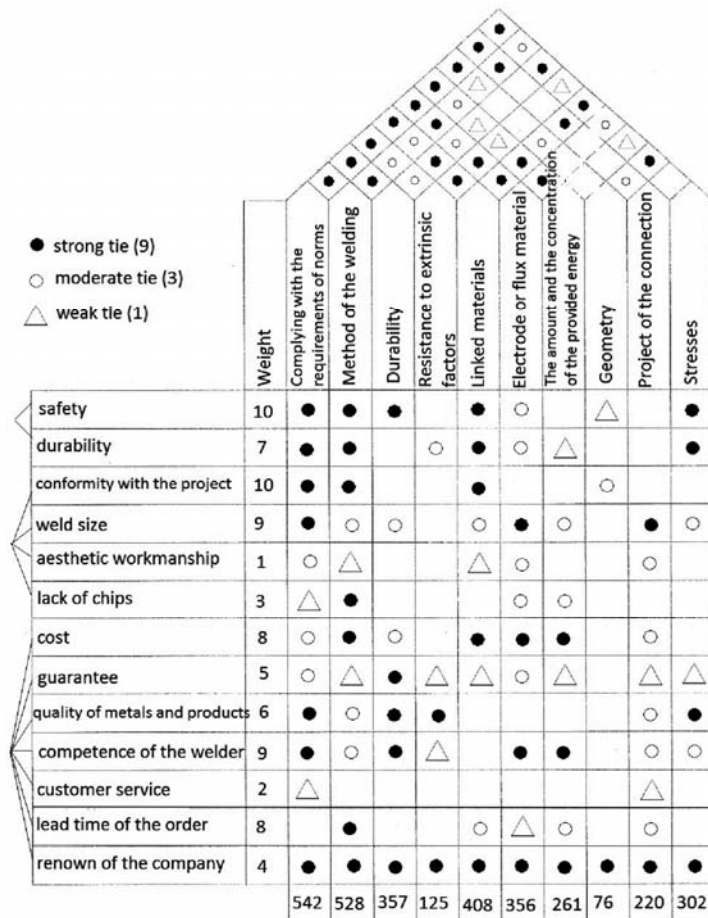 strong tie (9)
moderate tie (3)
weak tie (1)
Weight
Complying with the
requirements of norms
Method of the welding
Durability
Resistance to extrinsic
factors
Linked materials
Electrode or flux material
The amount and the concentration
of the provided energy
Geometry
Project of the connection
Stresses
safety 10
durability 7
conformity with the project 10
weld size 9
aesthetic workmanship 1
lack of chips 3
cost 8
guarantee 5
quality of metals and products 6
competence of the welder 9
customer service 2
lead time of the order 8
renown of the company 4
542 528 357 125 408 356 261 76 220 302